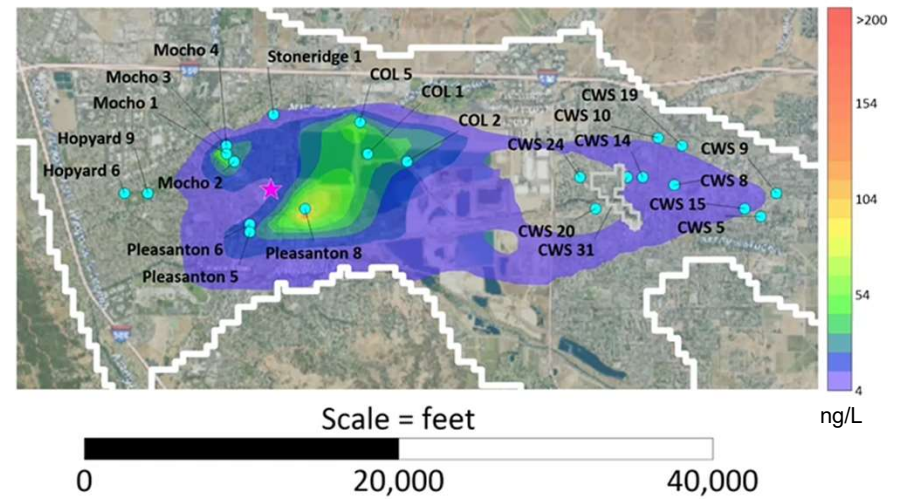 >200
Mocho 4
Stoneridge 1
Mocho 3
COL 5
Mocho 1
COL 1
CWS 19
154
CWS 10
Hopyard 9
COL 2
CWS 24
CWS 14
CWS 9
Hopyard 6
Mocho 2
CWS 8
104
CWS 15
CWS 20
CWS 5
Pleasanton 6
Pleasanton 8
CWS 31
Pleasanton 5
54
4
ng/L
Scale = feet
0
20,000
40,000